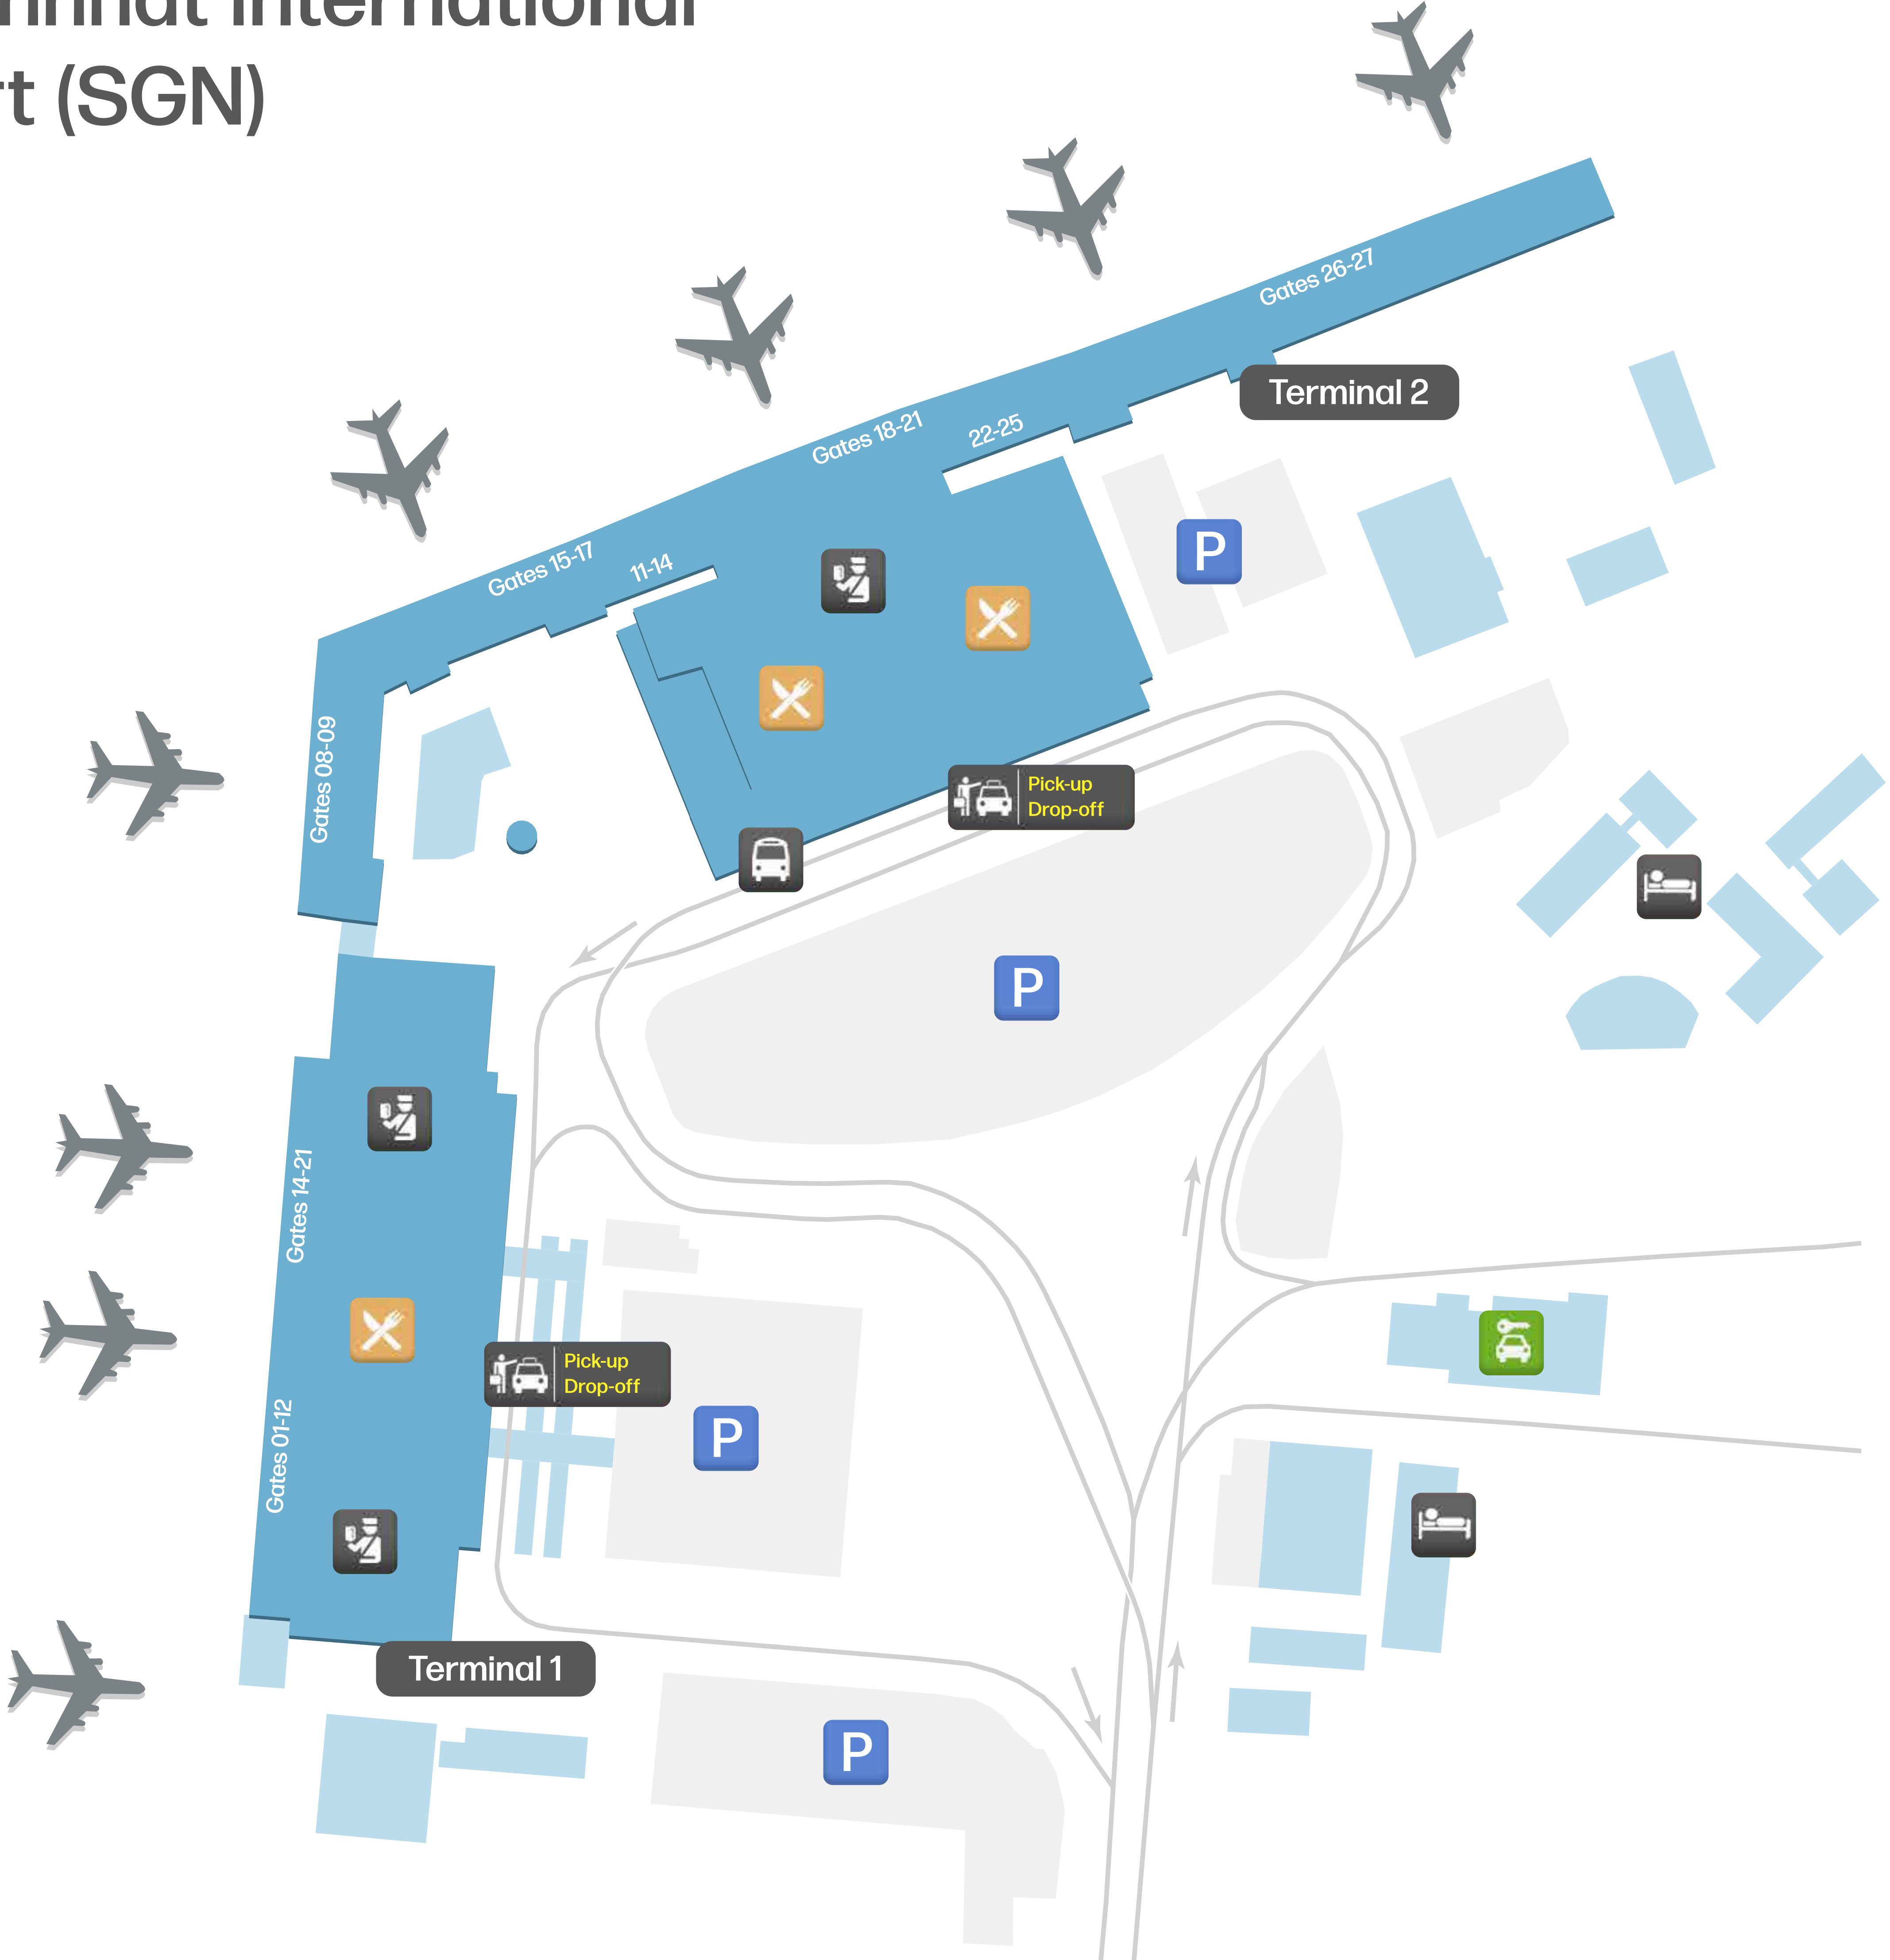 International
(SGN)
Gates 26-27
Terminal 2
Gates 18-21
22-25
Gates 15-17
11-14
P
Gates 08-09
Pick-up
Drop-off
P
Gates 14-21
Pick-up
Drop-off
Gates 01-12
P
Terminal 1
P